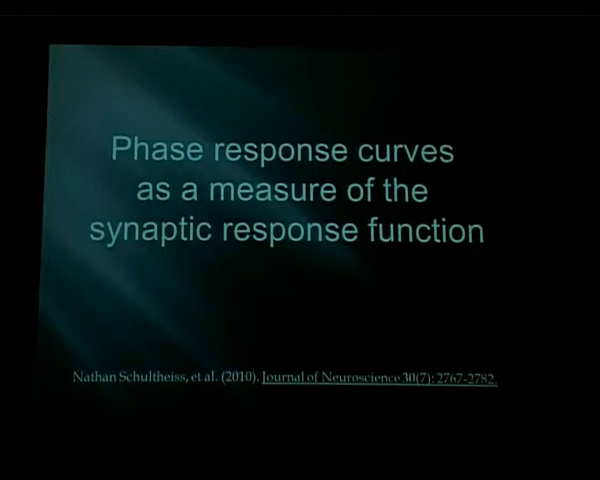 Phase response curves
as a measure of the
synaptic response function
Nathan Schultheiss, et al. (2010). Journal of Neuroscience 30(7): 2767-2782.